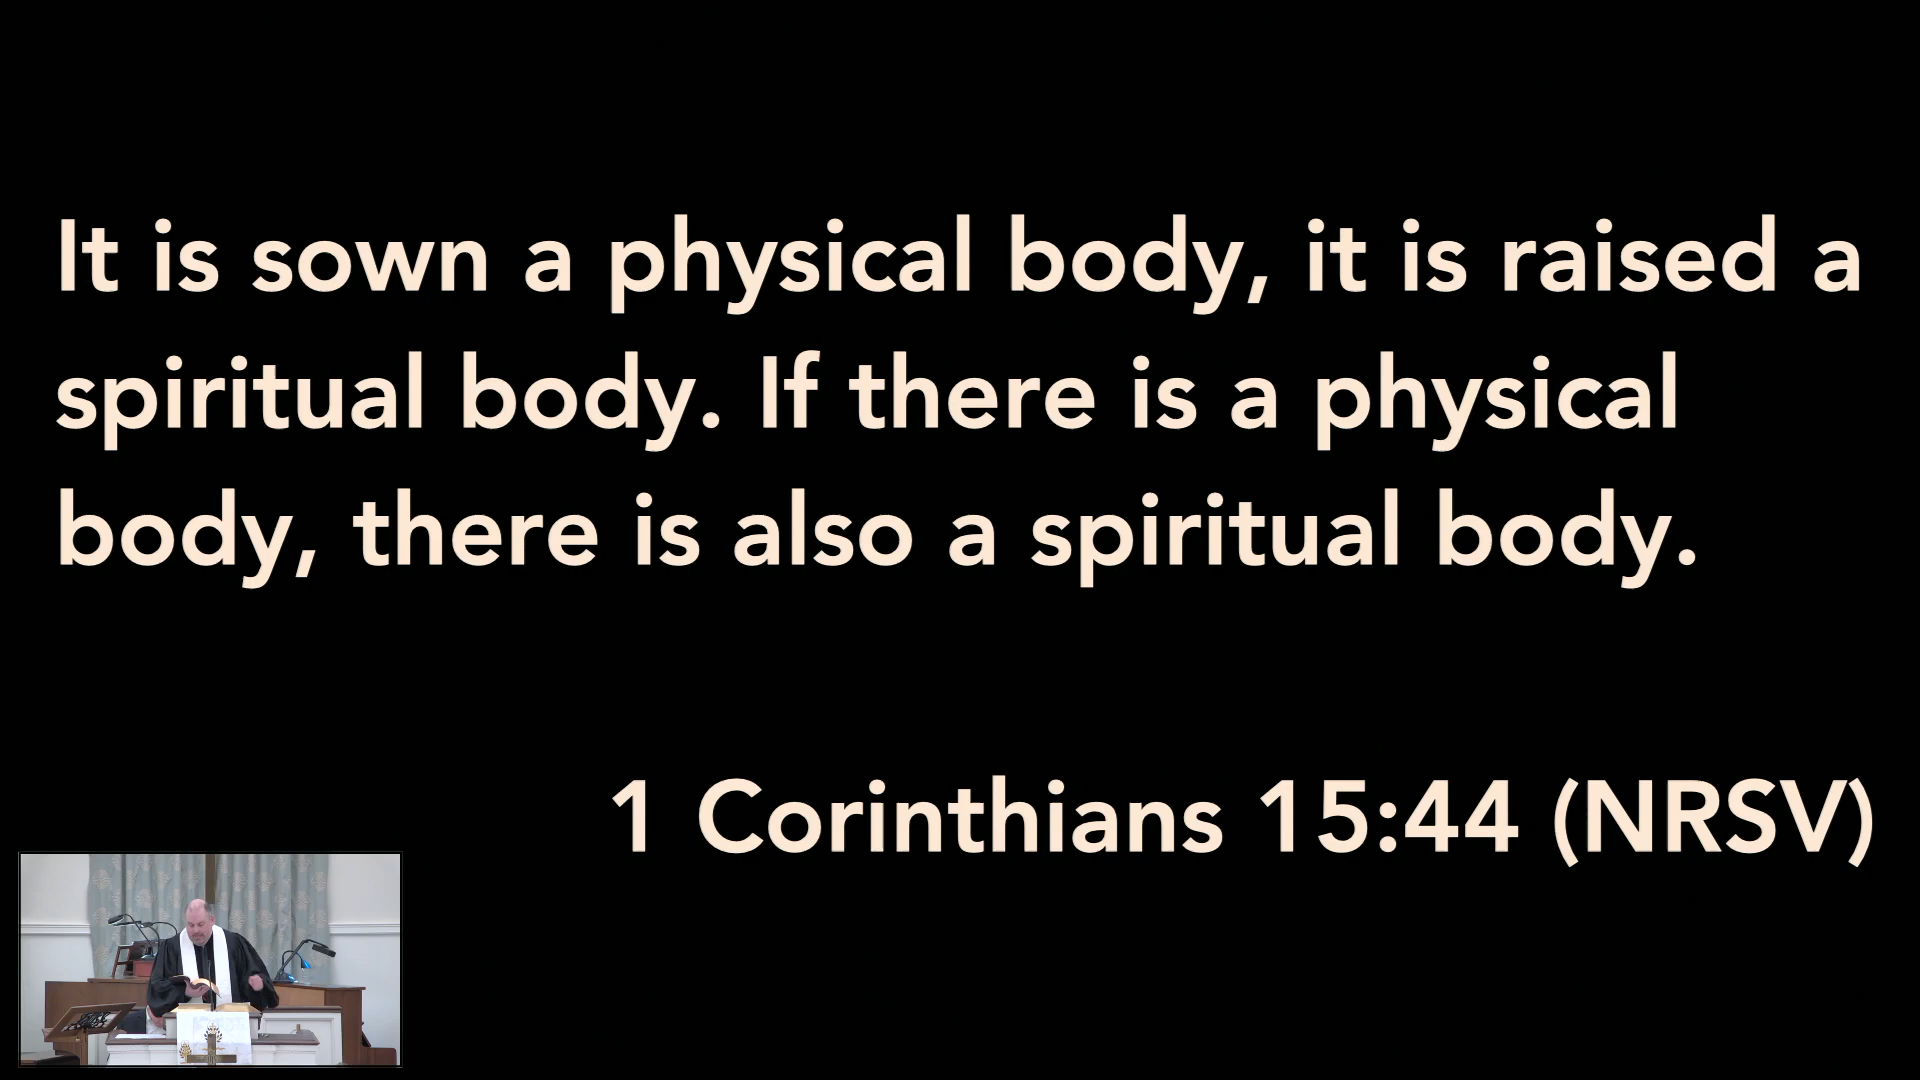 It is sown a physical body, it is raised a
spiritual body. If there is a physical
body, there is also a spiritual body.
1 Corinthians 15:44 (NRSV)